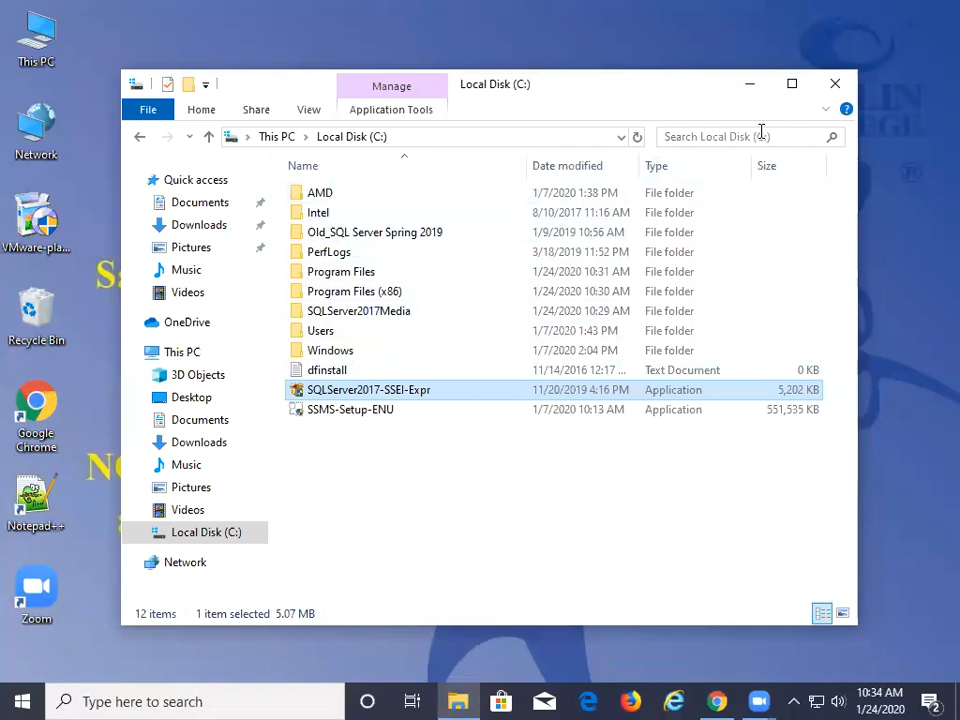 This PC
Network
VMware-pla...
Recycle Bin
Google
Chrome
Notepad++
Zoom
Manage
Local Disk (C:)
File
Home
Share
View
Application Tools
This PC
Local Disk (C:)
Search Local Disk (C:)
Name
Date modified
Type
Size
Quick access
Documents
Downloads
Pictures
Music
Videos
OneDrive
This PC
3D Objects
Desktop
Documents
Downloads
Music
Pictures
Videos
Local Disk (C:)
Network
AMD 1/7/2020 1:38 PM File folder
Intel 8/10/2017 11:16 AM File folder
Old_SQL Server Spring 2019 1/9/2019 10:56 AM File folder
PerfLogs 3/18/2019 11:52 PM File folder
Program Files 1/24/2020 10:31 AM File folder
Program Files (x86) 1/24/2020 10:30 AM File folder
SQLServer2017Media 1/24/2020 10:29 AM File folder
Users 1/7/2020 1:43 PM File folder
Windows 1/7/2020 2:04 PM File folder
dfinstall 11/14/2016 12:17 ... Text Document 0 KB
SQLServer2017-SSEI-Expr 11/20/2019 4:16 PM Application 5,202 KB
SSMS-Setup-ENU 1/7/2020 10:13 AM Application 551,535 KB
12 items 1 item selected 5.07 MB
Type here to search
10:34 AM
1/24/2020
2